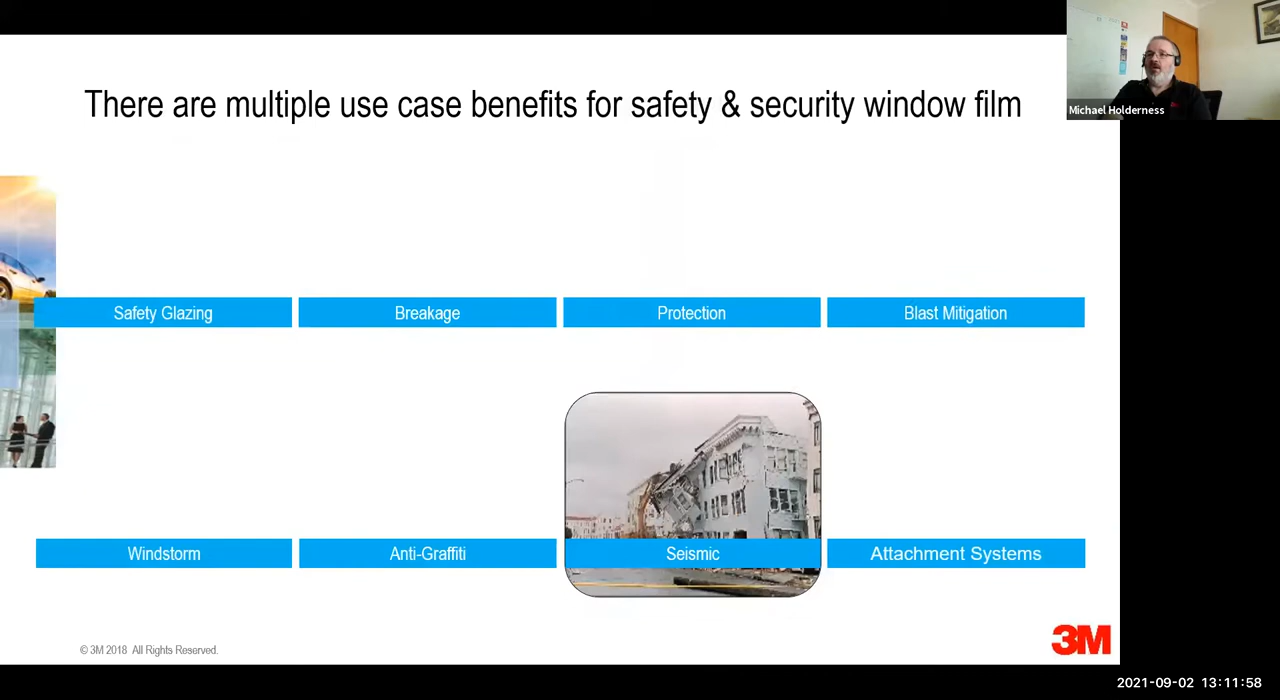 There are multiple use case benefits for safety & security window film
Michael Holderness
Safety Glazing
Breakage
Protection
Blast Mitigation
Windstorm
Anti-Graffiti
Seismic
Attachment Systems
© 3M 2018 All Rights Reserved.
3M
2021-09-02 13:11:58